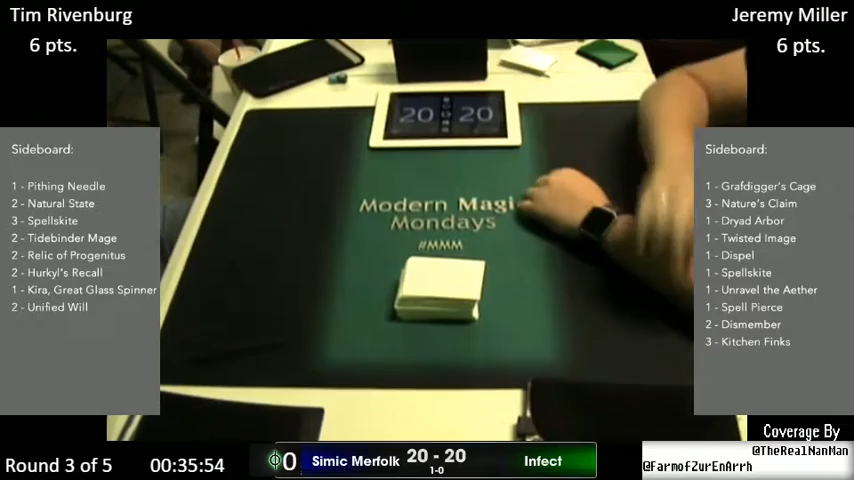 Tim Rivenburg
6 pts.
Jeremy Miller
6 pts.
Sideboard:
1 - Pithing Needle
2 - Natural State
3 - Spellskite
2 - Tidebinder Mage
2 - Relic of Progenitus
2 - Hurkyl's Recall
1 - Kira, Great Glass Spinner
2 - Unified Will
20 20
Modern Magi
Mondays
#MMM
Sideboard:
1 - Grafdigger's Cage
3 - Nature's Claim
1 - Dryad Arbor
1 - Twisted Image
1 - Dispel
1 - Spellskite
1 - Unravel the Aether
1 - Spell Pierce
2 - Dismember
3 - Kitchen Finks
Coverage By
@TheRealNanMan
@FarmofZurEnArrh
Round 3 of 5 00:35:54
0 Simic Merfolk 20 - 20 Infect
1-0